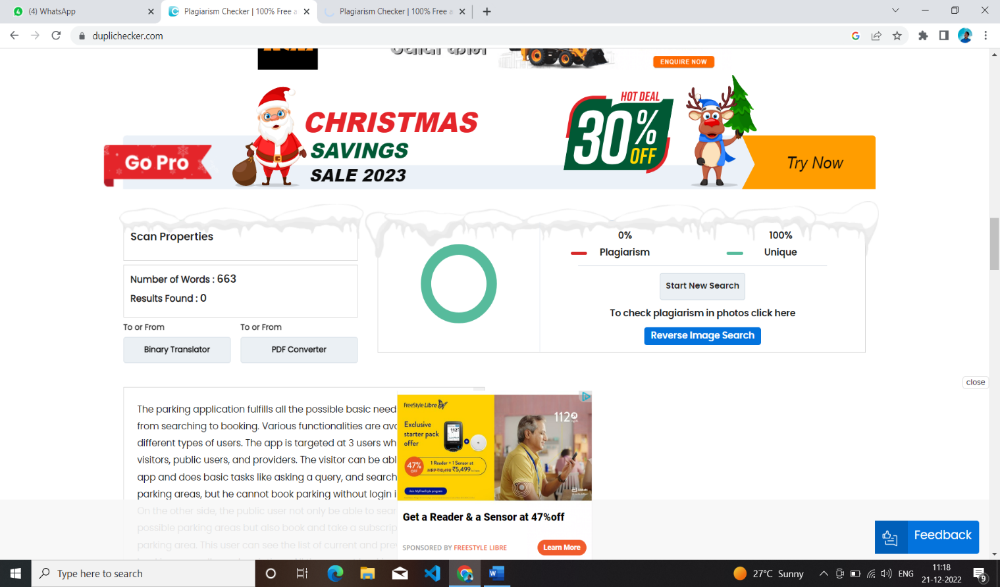 (4) WhatsApp
Plagiarism Checker | 100% Free a
Plagiarism Checker | 100% Free a
duplichecker.com
ENQUIRE NOW
HOT DEAL
30% OFF
CHRISTMAS
SAVINGS
SALE 2023
Go Pro
Try Now
Scan Properties
0%
100%
Plagiarism
Unique
Number of Words : 663
Results Found : 0
Start New Search
To check plagiarism in photos click here
Reverse Image Search
To or From
To or From
Binary Translator
PDF Converter
close
The parking application fulfills all the possible basic need
from searching to booking. Various functionalities are ava
different types of users. The app is targeted at 3 users wh
visitors, public users, and providers. The visitor can be abl
app and does basic tasks like asking a query, and search
parking areas, but he cannot book parking without login i
On the other side, the public user not only be able to sear
possible parking areas but also book and take a subscrip
parking area. This user can see the list of current and pre
FreeStyle Libre
Exclusive
starter pack
offer
112
112
47% OFF
1 Reader + 1 Sensor at
MRP ₹10,498 ₹5,499
Join MyFreeStyle program
Abbott
Get a Reader & a Sensor at 47%off
SPONSORED BY FREESTYLE LIBRE
Learn More
Feedback
Type here to search
27°C Sunny
ENG
11:18
21-12-2022
9